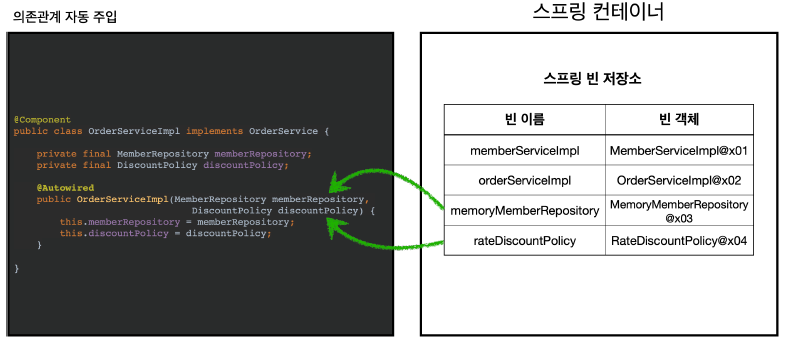 의존관계 자동 주입
스프링 컨테이너
@Component
public class OrderServiceImpl implements OrderService {
private final MemberRepository memberRepository;
private final DiscountPolicy discountPolicy;
@Autowired
public OrderServiceImpl(MemberRepository memberRepository,
DiscountPolicy discountPolicy) {
this.memberRepository = memberRepository;
this.discountPolicy = discountPolicy;
}
}
스프링 빈 저장소
빈 이름 빈 객체
memberServiceImpl MemberServiceImpl@x01
orderServiceImpl OrderServiceImpl@x02
memoryMemberRepository MemoryMemberRepository
@x03
rateDiscountPolicy RateDiscountPolicy@x04